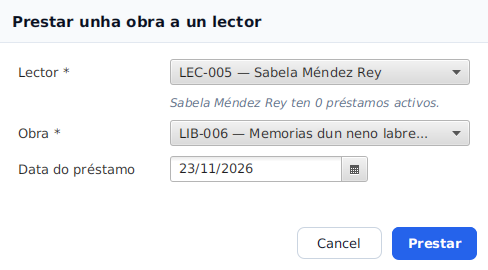 Prestar unha obra a un lector
Lector *
LEC-005 — Sabela Méndez Rey
Sabela Méndez Rey ten 0 préstamos activos.
Obra *
LIB-006 — Memorias dun neno labre...
Data do préstamo
23/11/2026
Cancel
Prestar